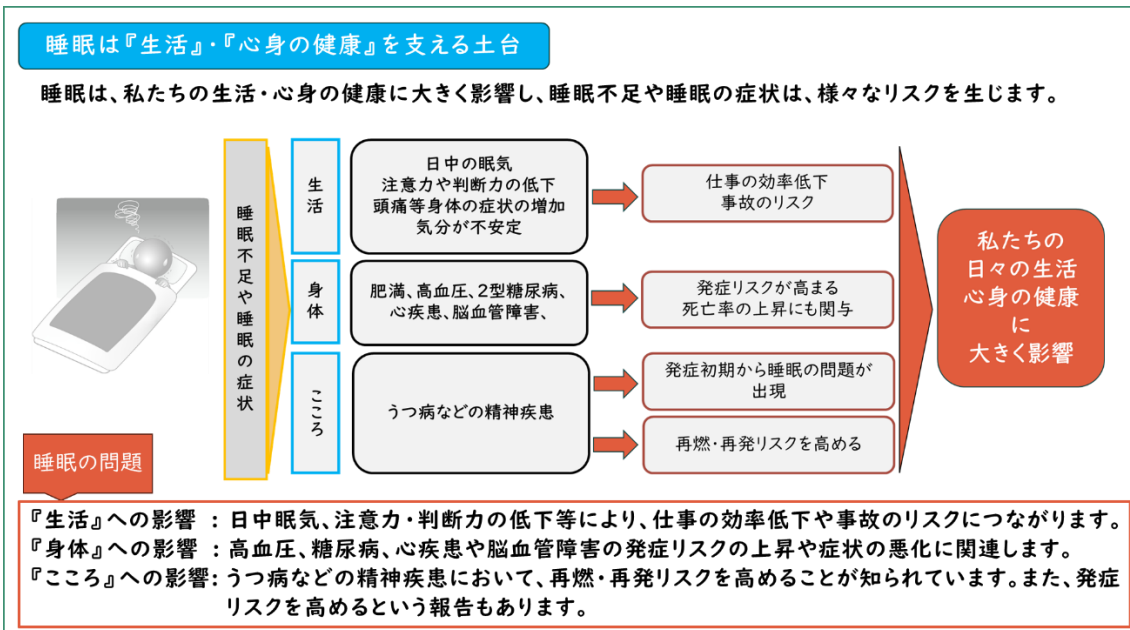 睡眠は『生活』・『心身の健康』を支える土台
睡眠は、私たちの生活・心身の健康に大きく影響し、睡眠不足や睡眠の症状は、様々なリスクを生じます。
睡眠不足や睡眠の症状
生活
日中の眠気
注意力や判断力の低下
頭痛等身体の症状の増加
気分が不安定
仕事の効率低下
事故のリスク
身体
肥満、高血圧、2型糖尿病、
心疾患、脳血管障害、
発症リスクが高まる
死亡率の上昇にも関与
こころ
うつ病などの精神疾患
発症初期から睡眠の問題が
出現
再燃・再発リスクを高める
私たちの
日々の生活
心身の健康
に
大きく影響
睡眠の問題
『生活』への影響 : 日中眠気、注意力・判断力の低下等により、仕事の効率低下や事故のリスクにつながります。
『身体』への影響 : 高血圧、糖尿病、心疾患や脳血管障害の発症リスクの上昇や症状の悪化に関連します。
『こころ』への影響: うつ病などの精神疾患において、再燃・再発リスクを高めることが知られています。また、発症
リスクを高めるという報告もあります。